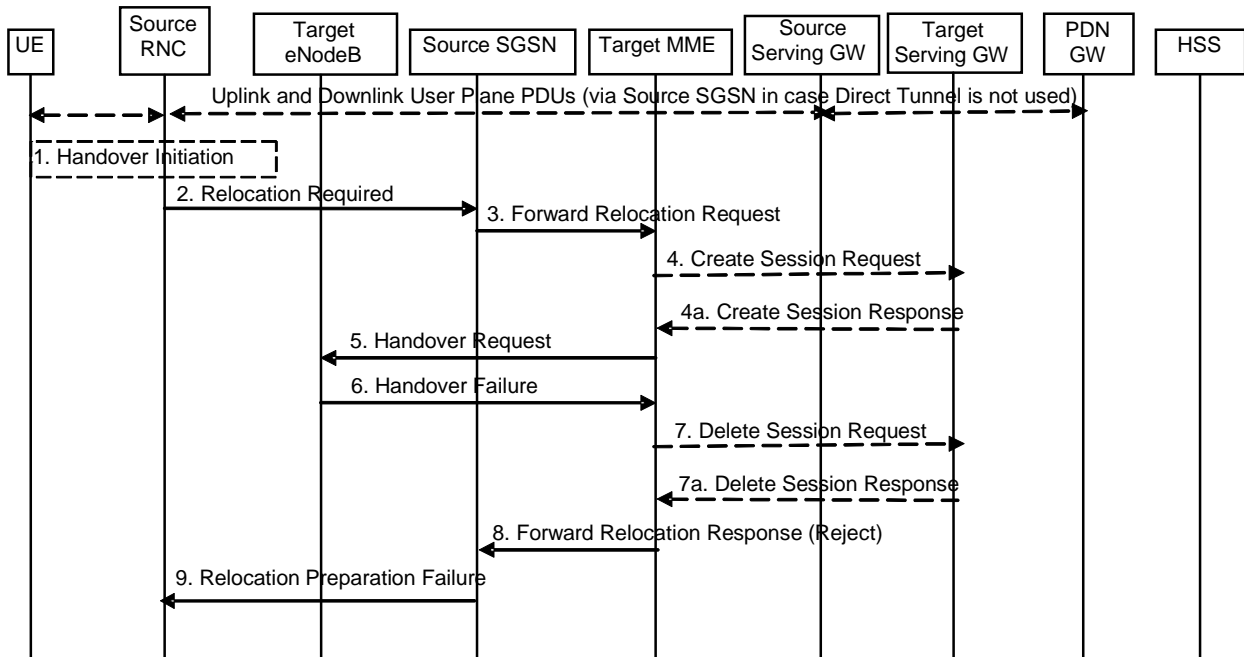 UE
Source
RNC
Target
eNodeB
Source SGSN
Target MME
Source
Serving GW
Target
Serving GW
PDN
GW
HSS
Uplink and Downlink User Plane PDUs (via Source SGSN in case Direct Tunnel is not used)
1. Handover Initiation
2. Relocation Required
3. Forward Relocation Request
4. Create Session Request
4a. Create Session Response
5. Handover Request
6. Handover Failure
7. Delete Session Request
7a. Delete Session Response
8. Forward Relocation Response (Reject)
9. Relocation Preparation Failure